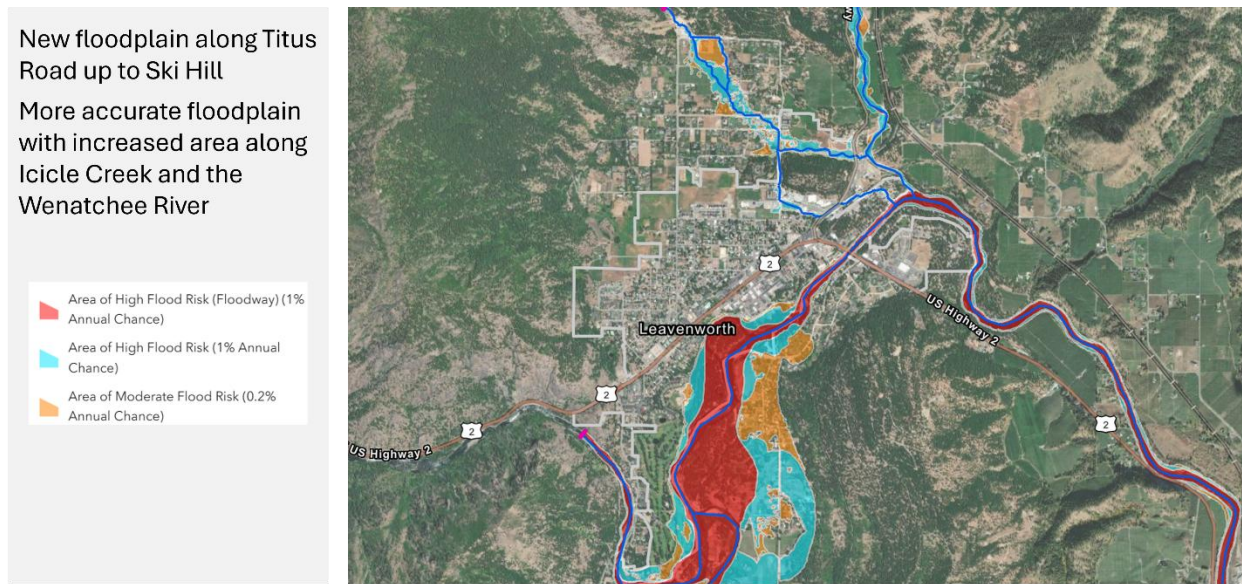 New floodplain along Titus
Road up to Ski Hill
More accurate floodplain
with increased area along
Icicle Creek and the
Wenatchee River
Area of High Flood Risk (Floodway) (1%
Annual Chance)
Area of High Flood Risk (1% Annual
Chance)
Area of Moderate Flood Risk (0.2%
Annual Chance)
2
Leavenworth
US Highway 2
2
2
2
US Highway 2